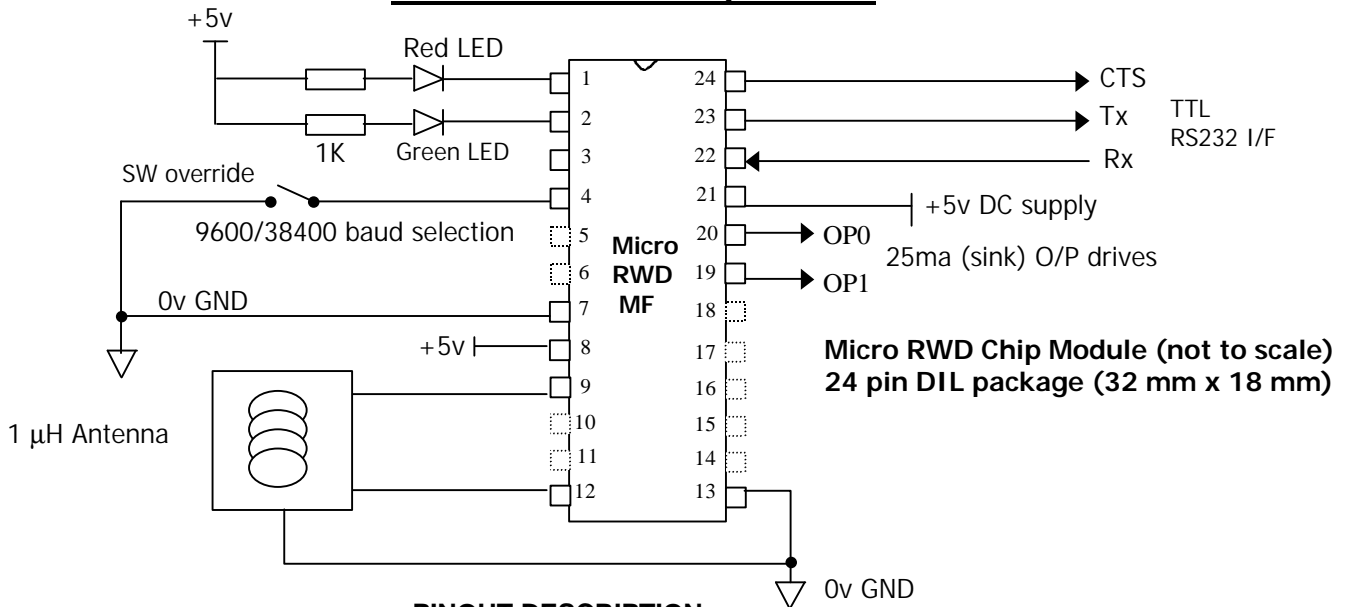 +5v
Red LED
1K
Green LED
SW override
9600/38400 baud selection
0v GND
+5v
1 μH Antenna
1
2
3
4
5
6
7
8
9
10
11
12
Micro
RWD
MF
24
23
22
21
20
19
18
17
16
15
14
13
CTS
Tx
Rx
TTL
RS232 I/F
+5v DC supply
OP0
25ma (sink) O/P drives
OP1
Micro RWD Chip Module (not to scale)
24 pin DIL package (32 mm x 18 mm)
0v GND
PINOUT DESCRIPTION